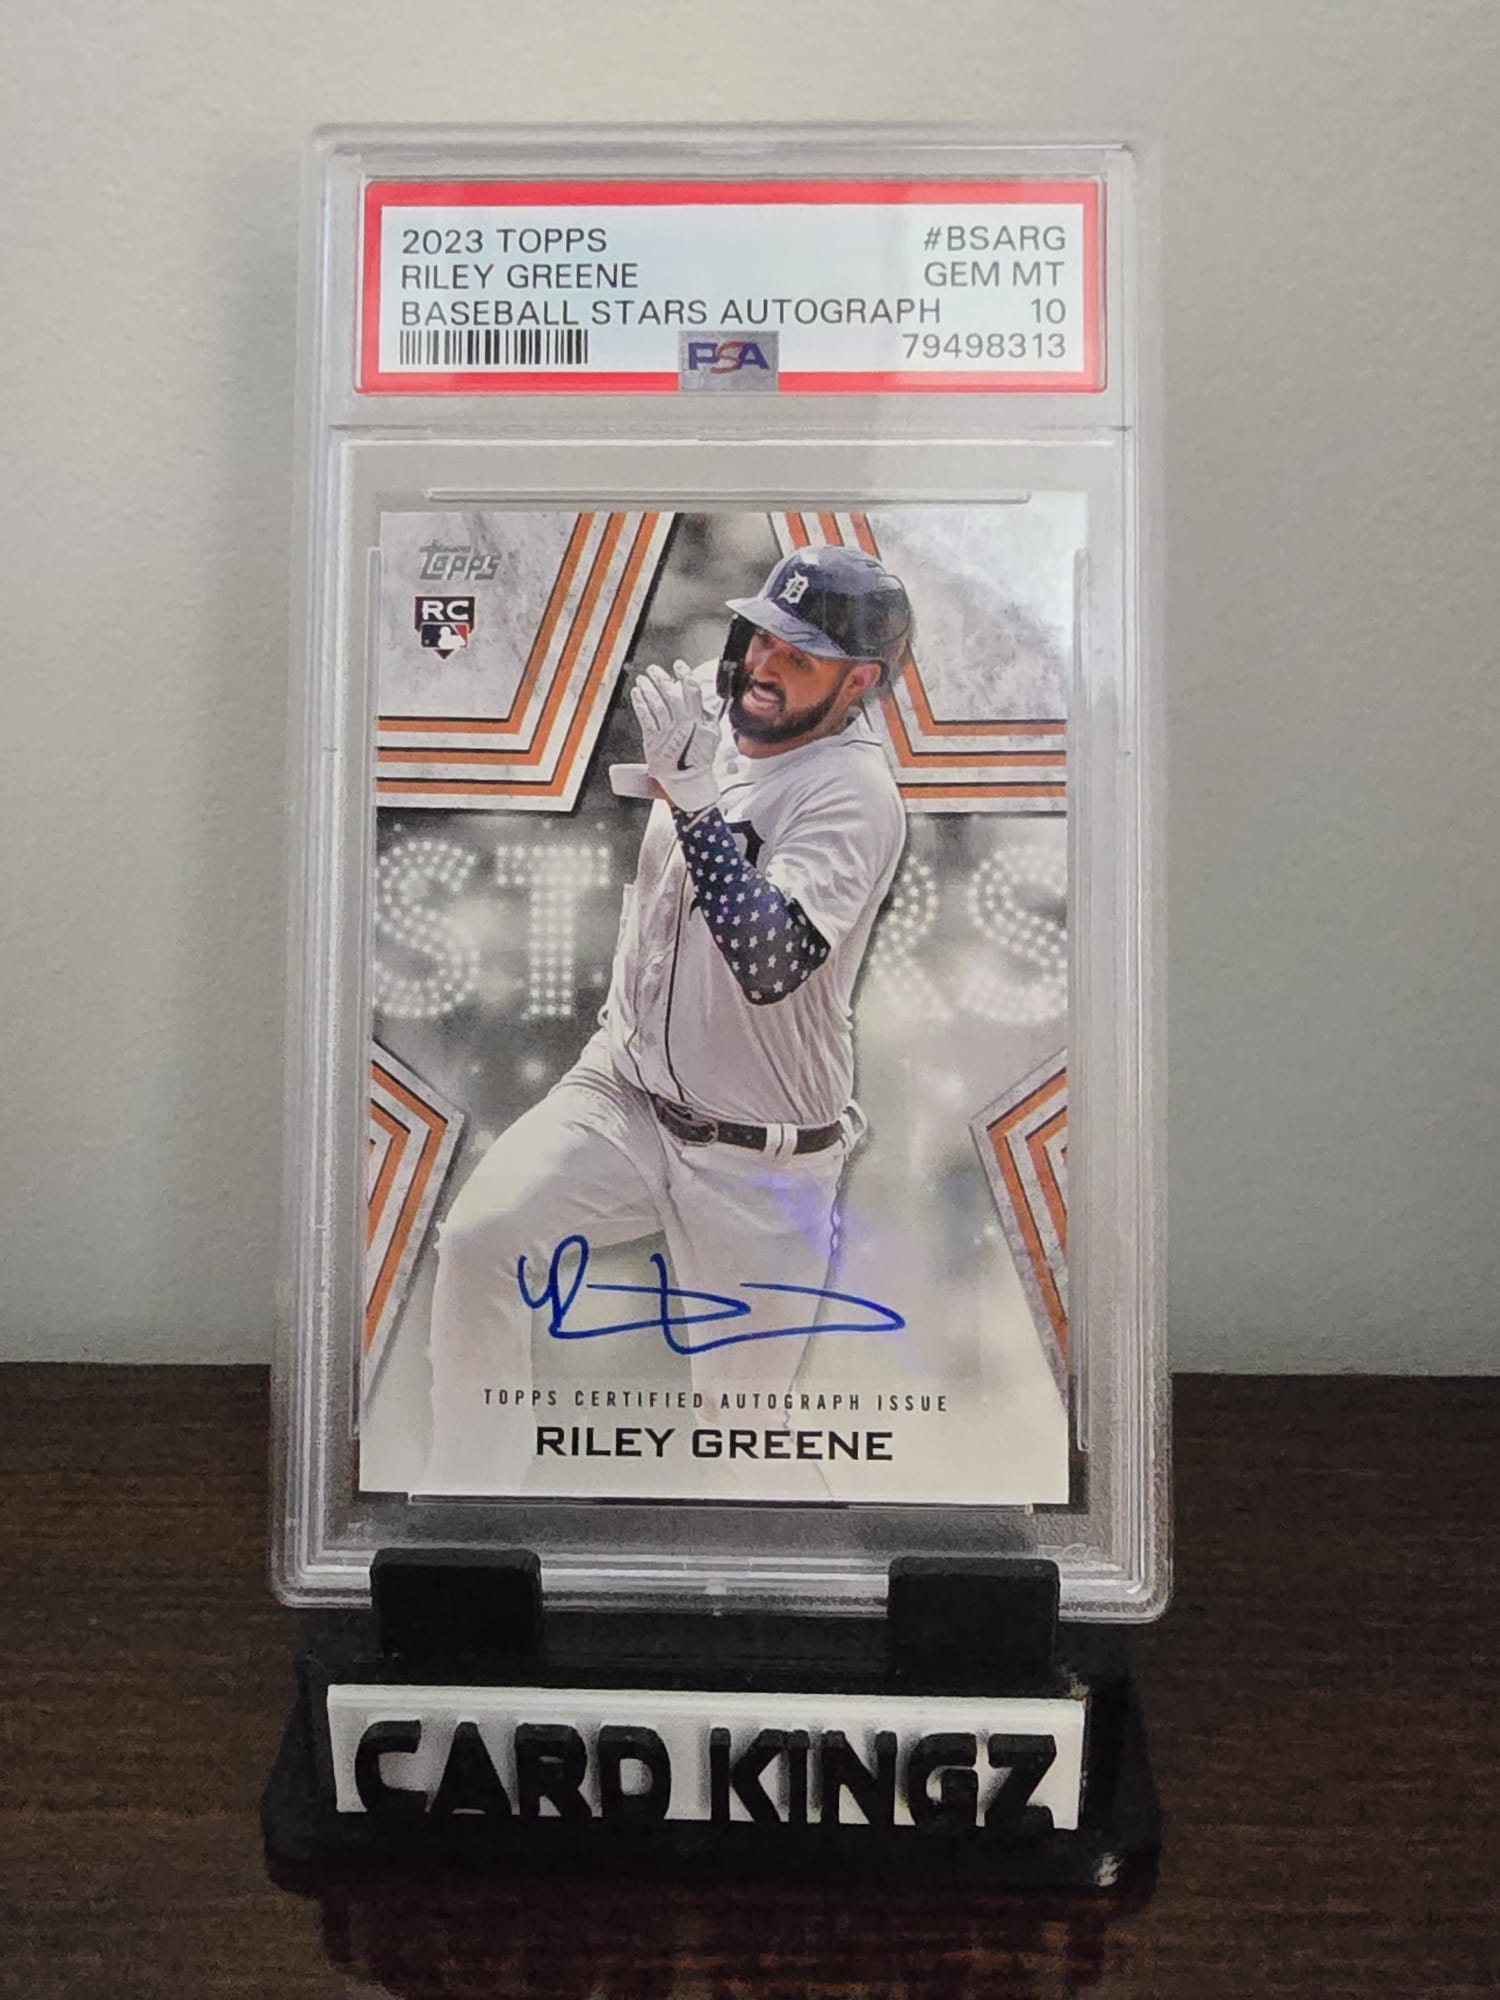 2023 TOPPS #BSARG
RILEY GREENE GEM MT
BASEBALL STARS AUTOGRAPH 10
PSA 79498313
Topps
RC
D
STARS
TOPPS CERTIFIED AUTOGRAPH ISSUE
RILEY GREENE
CARD KINGZ